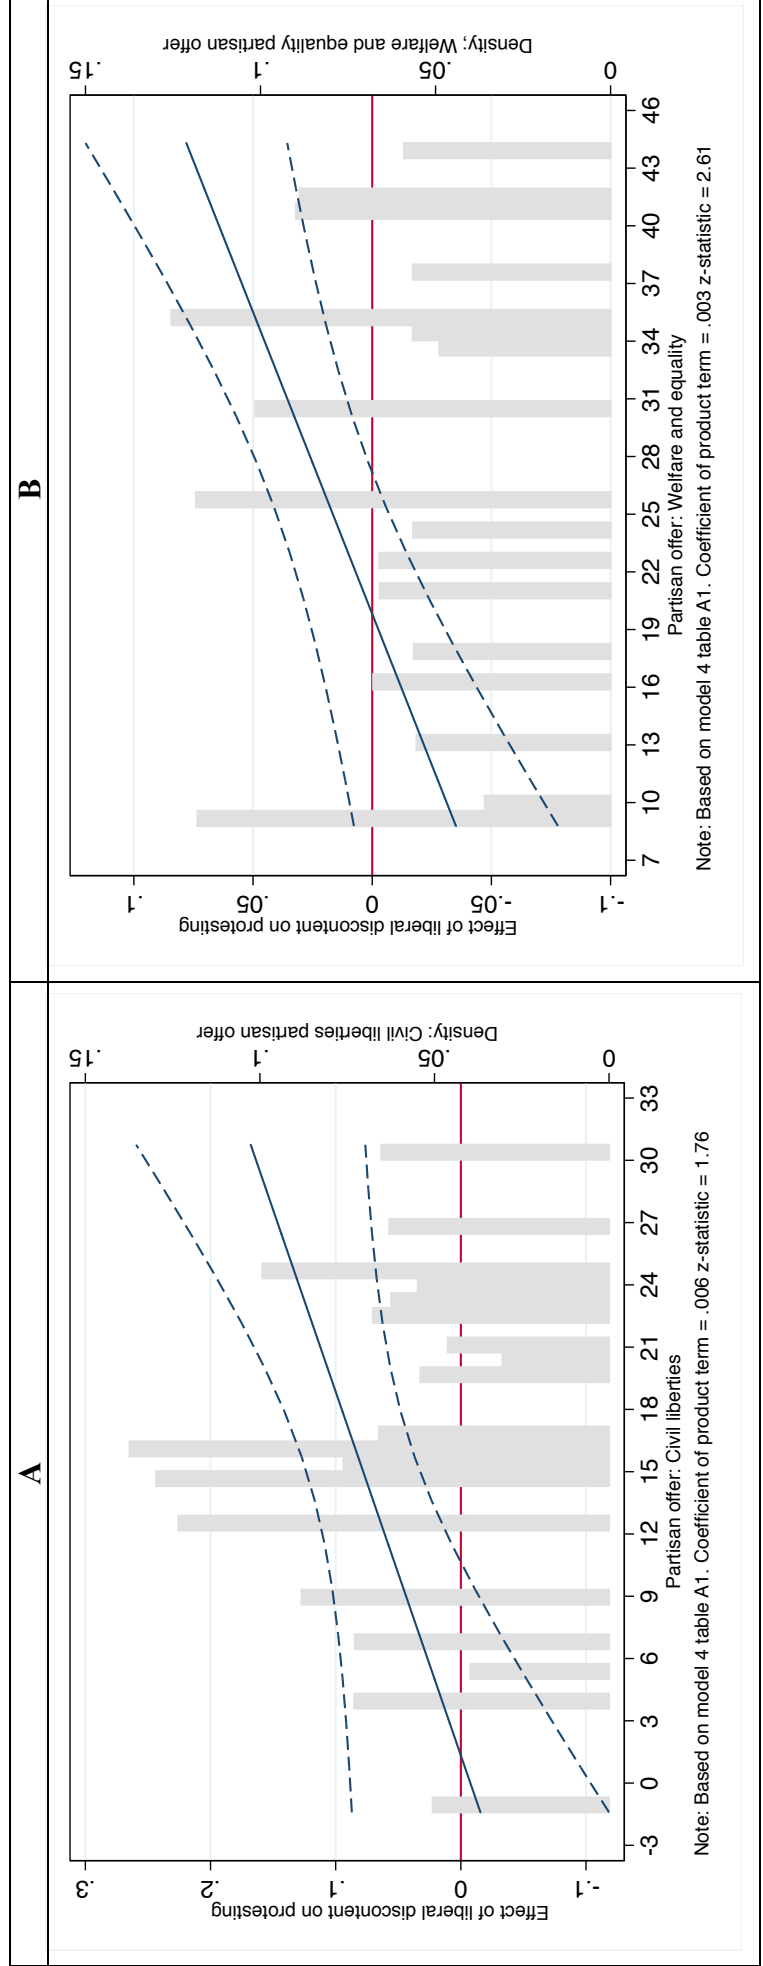 A
Effect of liberal discontent on protesting
-.1 0 .1 .2 .3
Density: Civil liberties partisan offer
0 .05 .1 .15
-3 0 3 6 9 12 15 18 21 24 27 30 33
Partisan offer: Civil liberties
Note: Based on model 4 table A1. Coefficient of product term = .006 z-statistic = 1.76
B
Effect of liberal discontent on protesting
-.1 -.05 0 .05 .1
Density; Welfare and equality partisan offer
0 .05 .1 .15
7 10 13 16 19 22 25 28 31 34 37 40 43 46
Partisan offer: Welfare and equality
Note: Based on model 4 table A1. Coefficient of product term = .003 z-statistic = 2.61